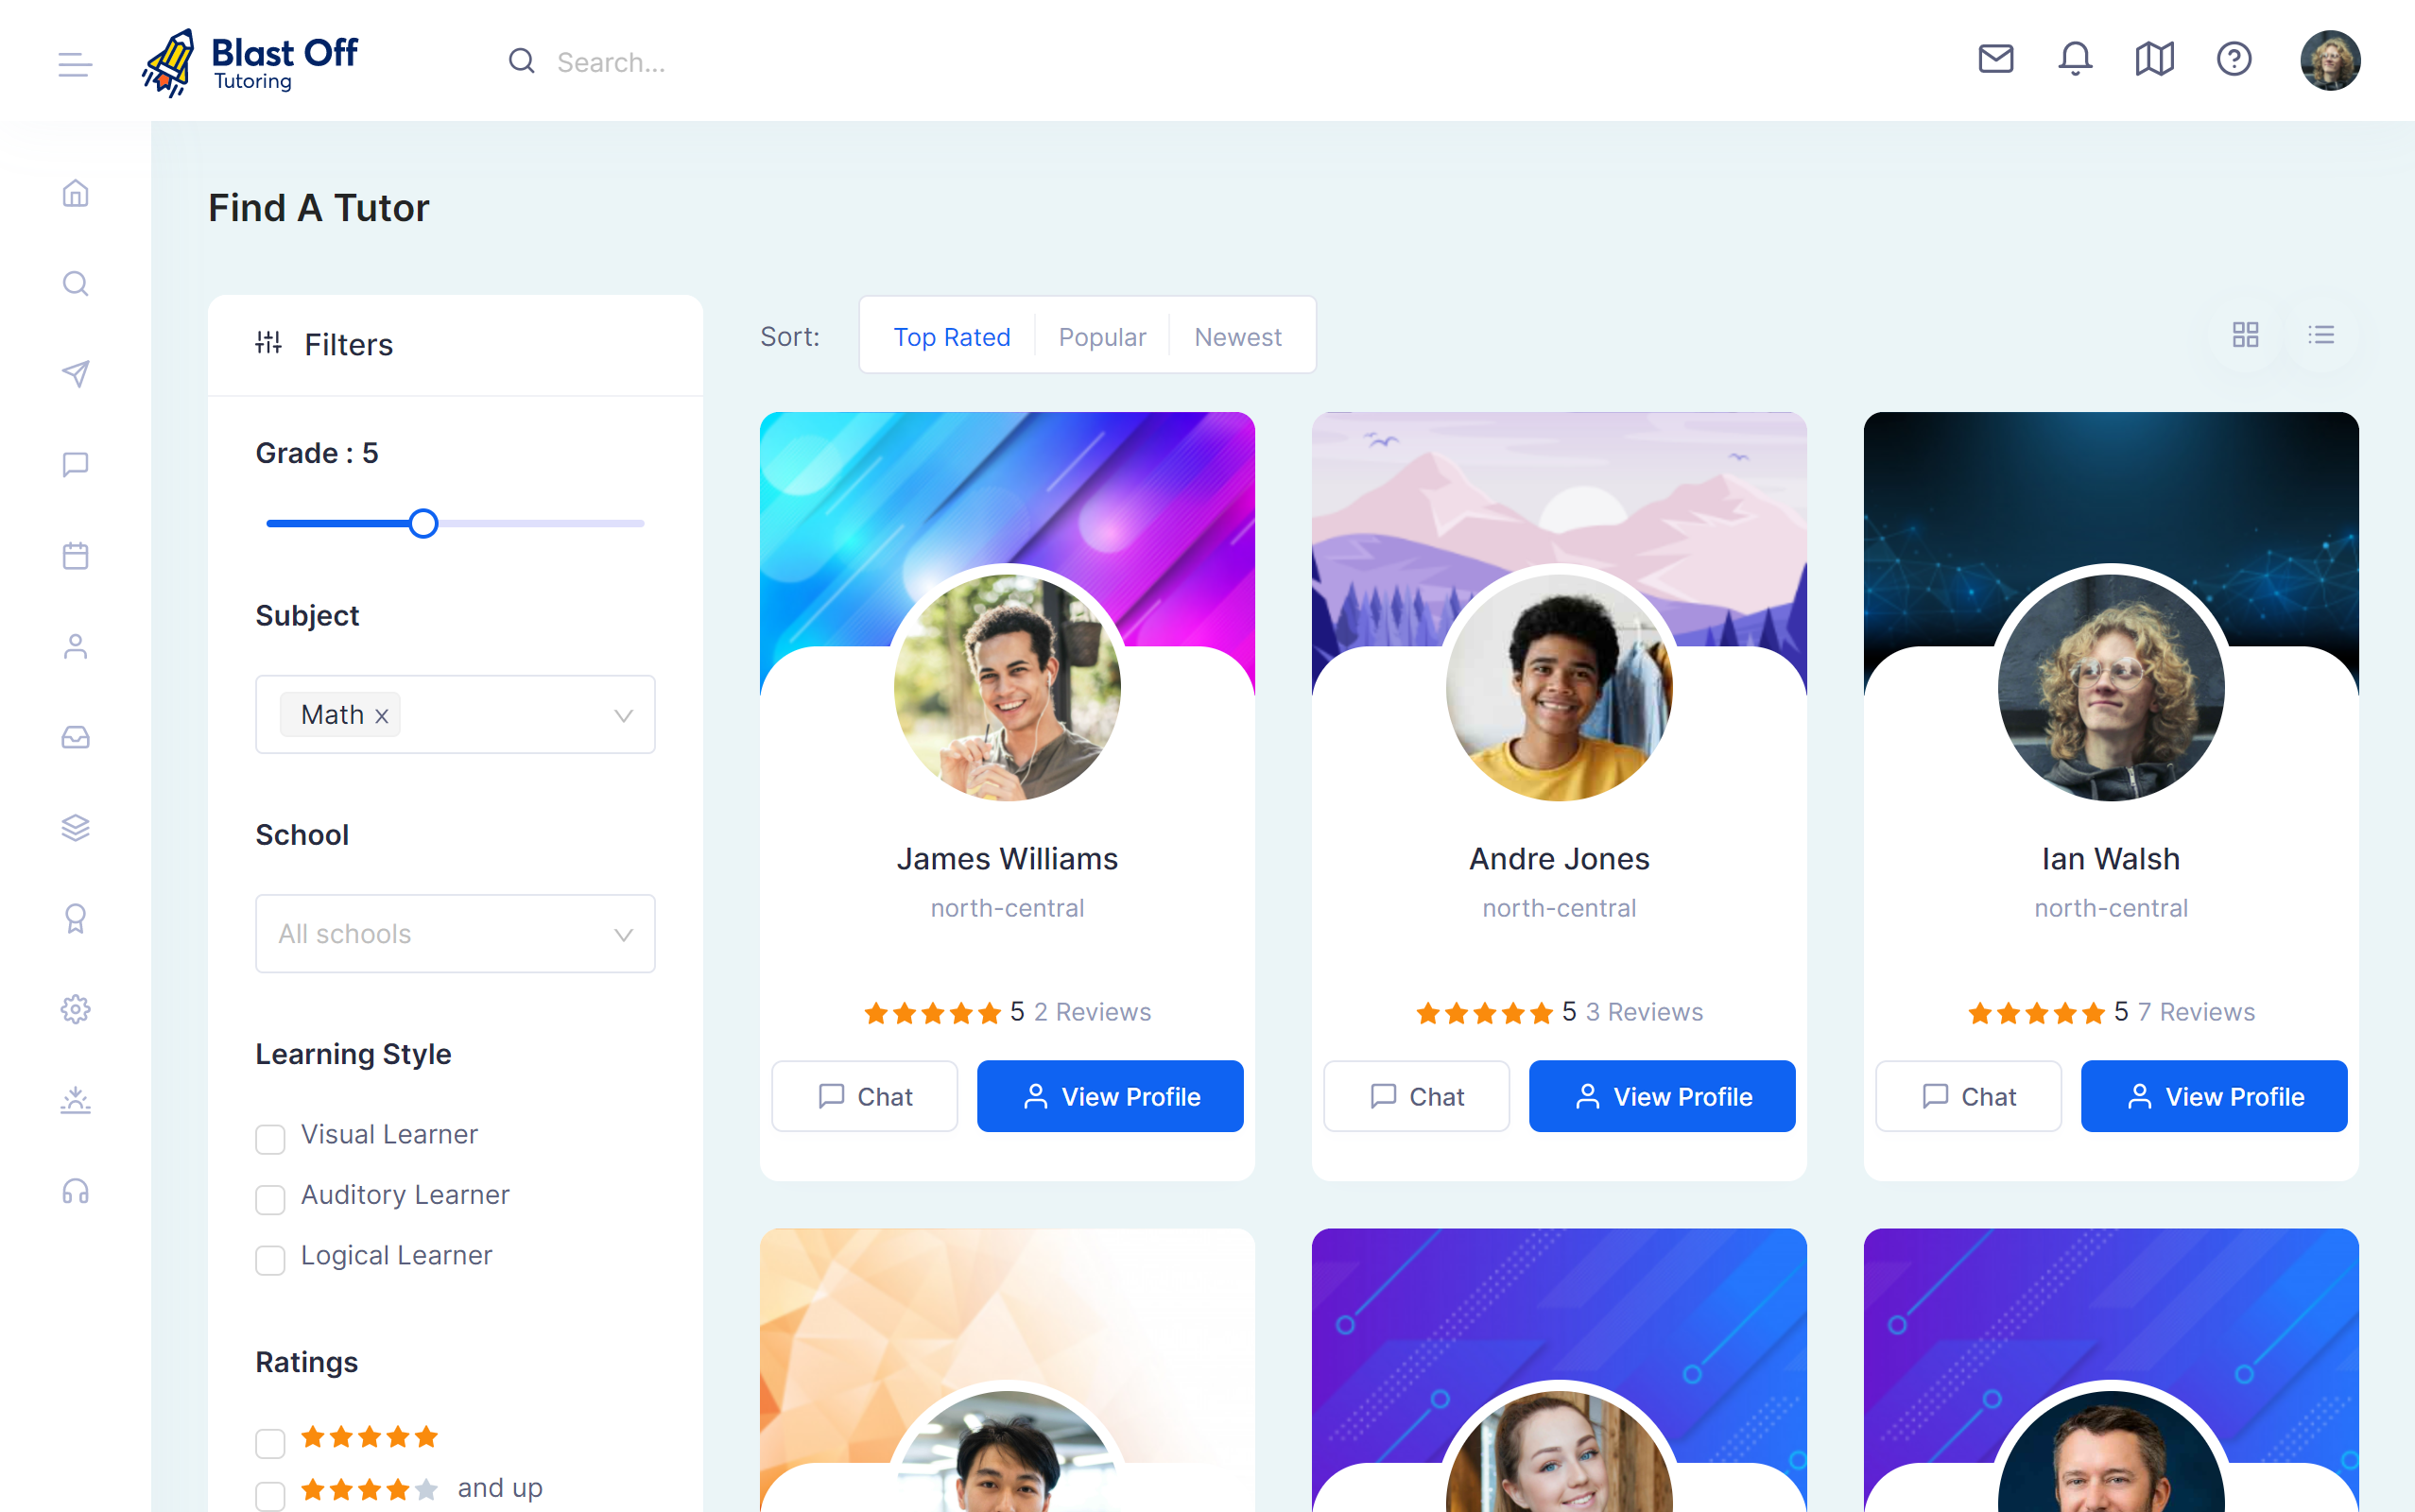 Blast Off
Tutoring
Search...
Find A Tutor
Filters
Grade : 5
Subject
Math x
School
All schools
Learning Style
Visual Learner
Auditory Learner
Logical Learner
Ratings
and up
Sort: Top Rated Popular Newest
James Williams
north-central
5 2 Reviews
Chat View Profile
Andre Jones
north-central
5 3 Reviews
Chat View Profile
Ian Walsh
north-central
5 7 Reviews
Chat View Profile